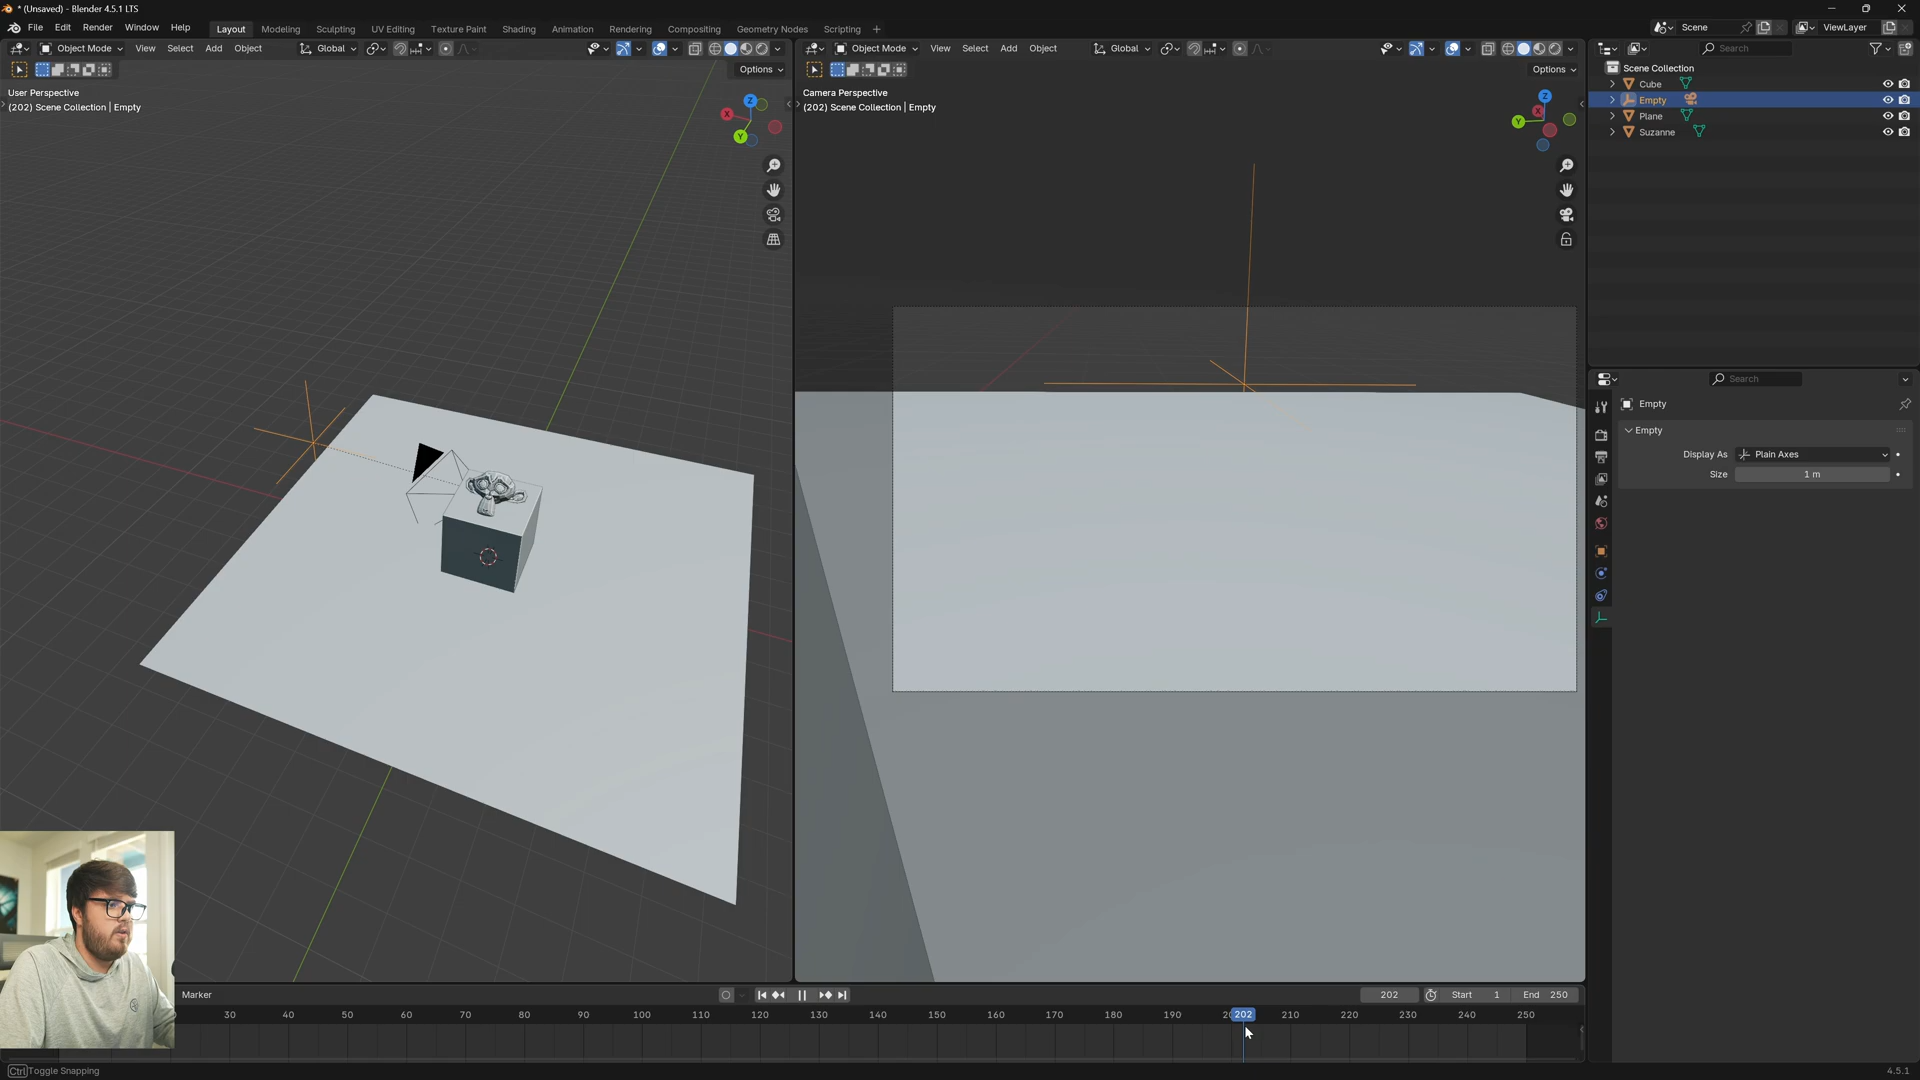 * (Unsaved) - Blender 4.5.1 LTS
File Edit Render Window Help Layout Modeling Sculpting UV Editing Texture Paint Shading Animation Rendering Compositing Geometry Nodes Scripting + Scene ViewLayer
Object Mode View Select Add Object Global
Object Mode View Select Add Object Global
Search
Options
Options
Scene Collection
Cube
Empty
Plane
Suzanne
User Perspective
(202) Scene Collection | Empty
Camera Perspective
(202) Scene Collection | Empty
Z
X
Y
Z
X
Y
Search
Empty
Empty
Display As Plain Axes
Size 1 m
Marker
202 Start 1 End 250
30 40 50 60 70 80 90 100 110 120 130 140 150 160 170 180 190 202 210 220 230 240 250
Ctrl Toggle Snapping
4.5.1